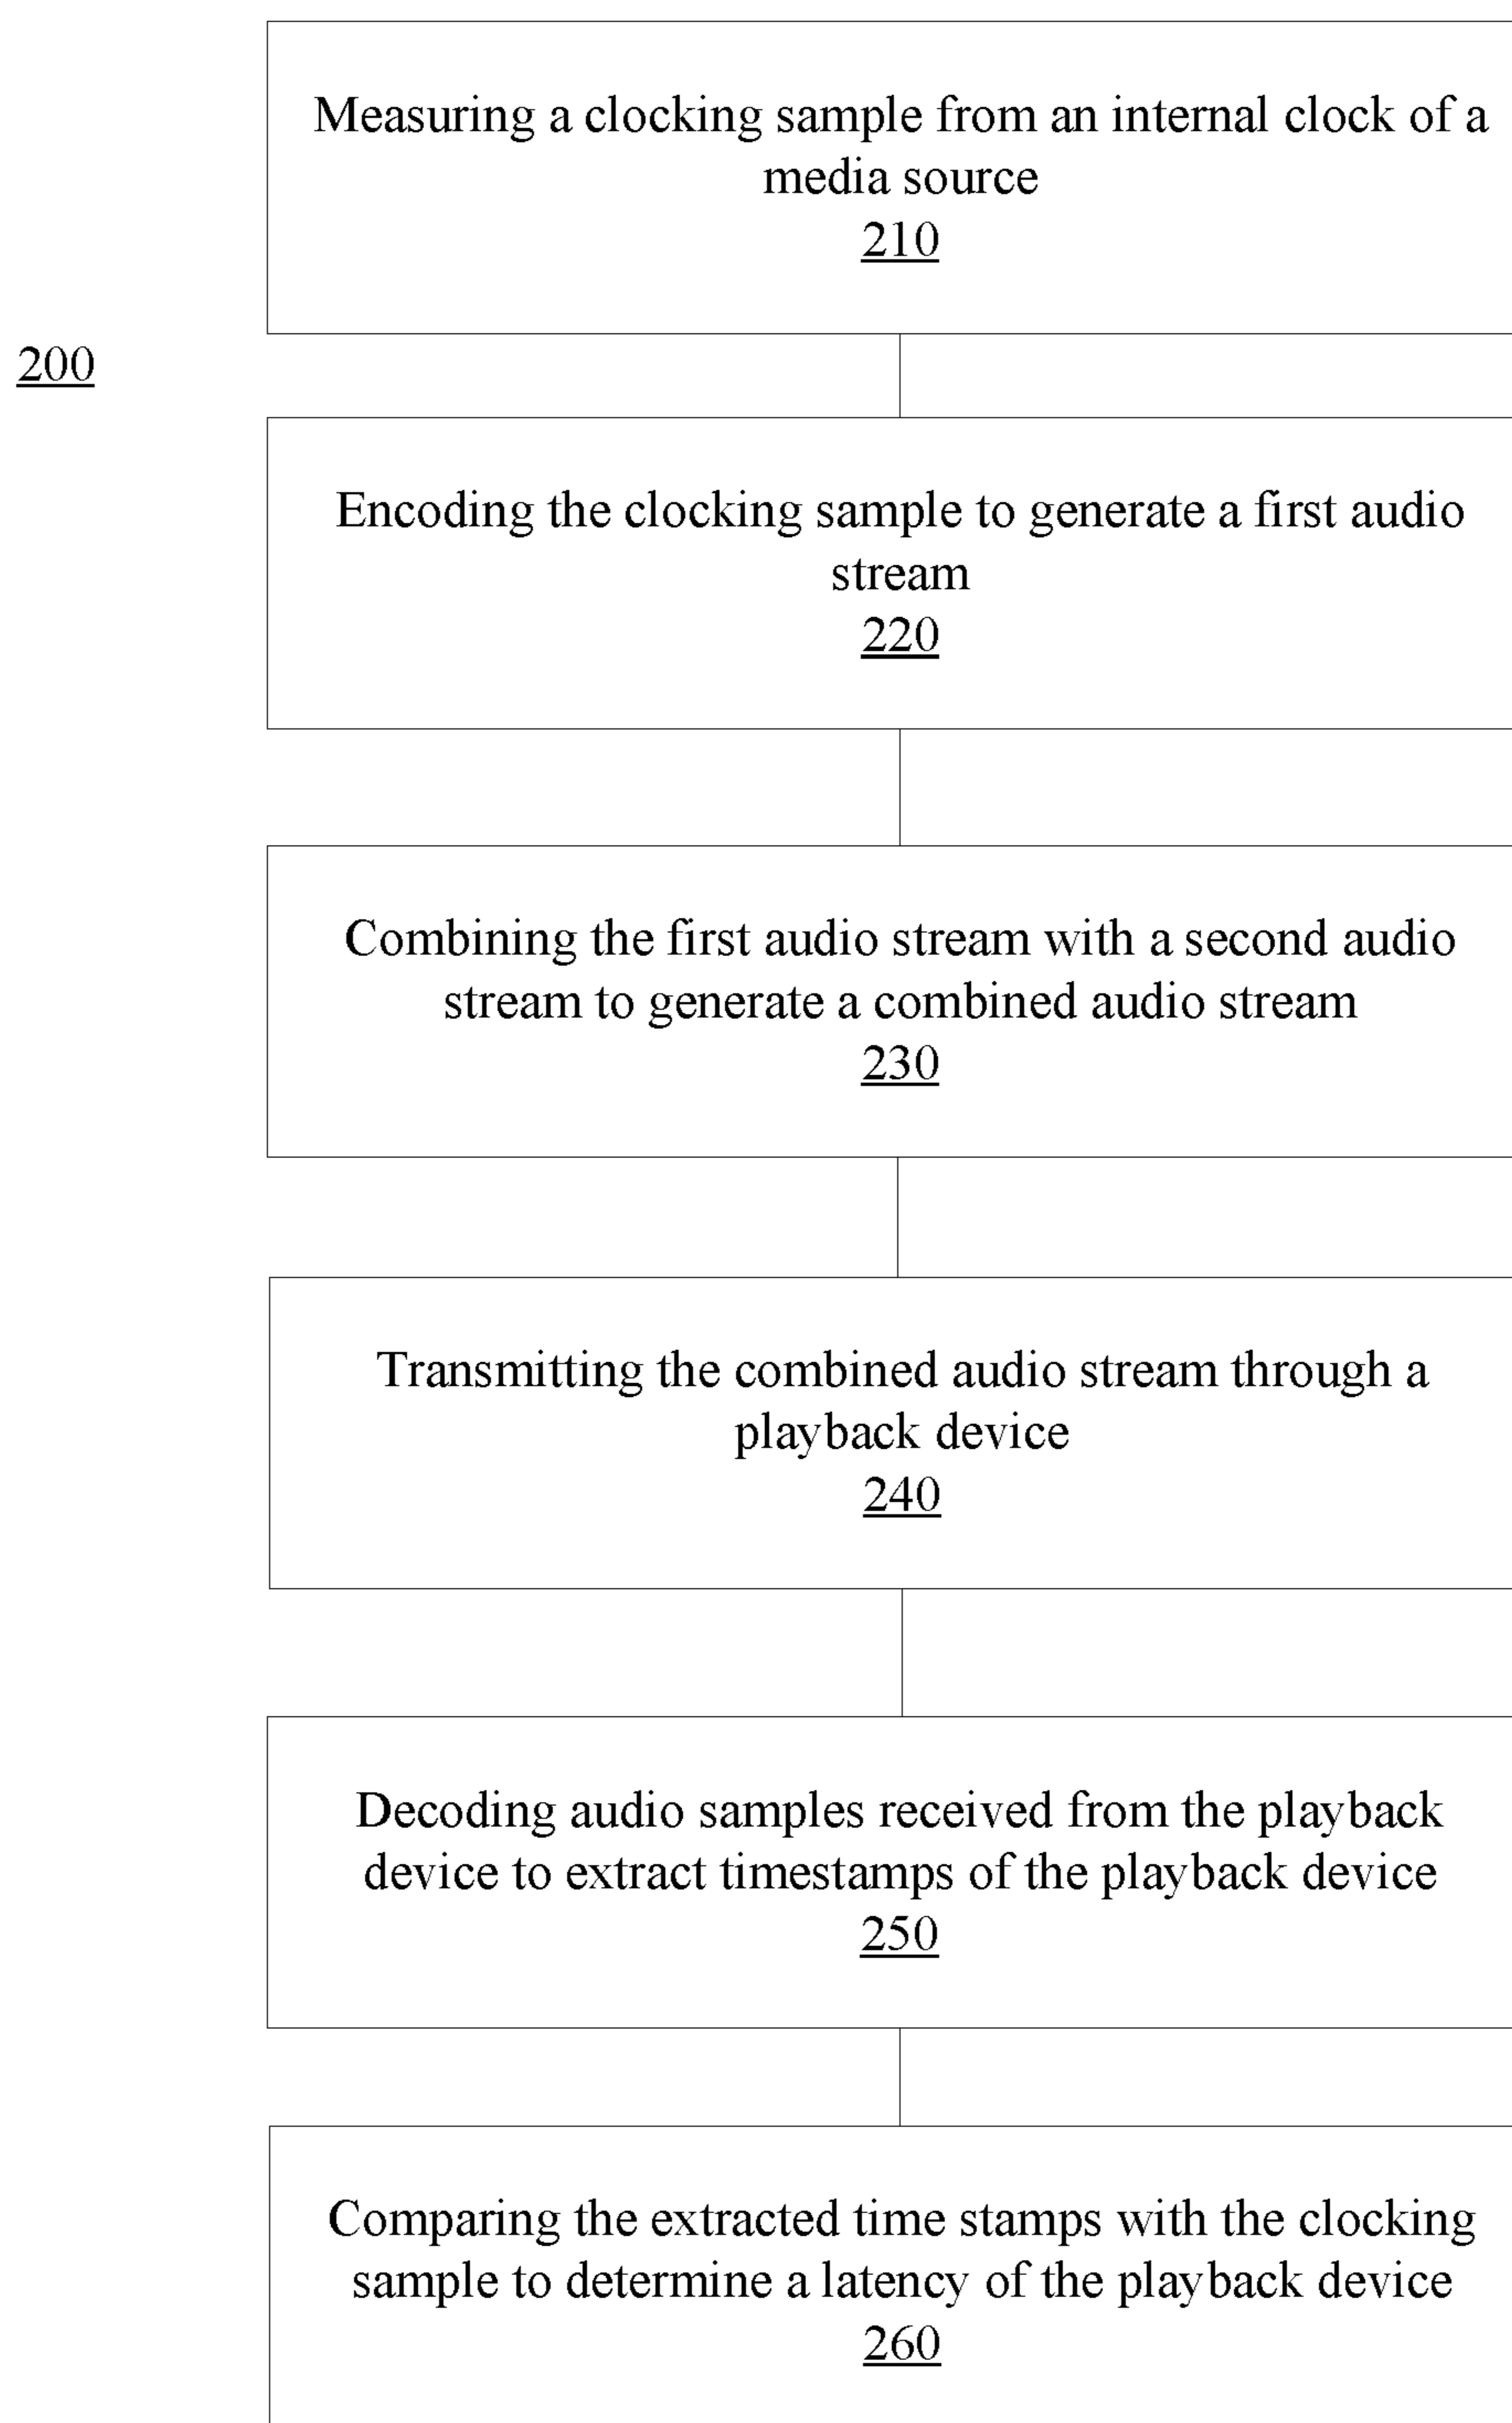 Measuring a clocking sample from an internal clock of a
media source
210
200
Encoding the clocking sample to generate a first audio
stream
220
Combining the first audio stream with a second audio
stream to generate a combined audio stream
230
Transmitting the combined audio stream through a
playback device
240
Decoding audio samples received from the playback
device to extract timestamps of the playback device
250
Comparing the extracted time stamps with the clocking
sample to determine a latency of the playback device
260